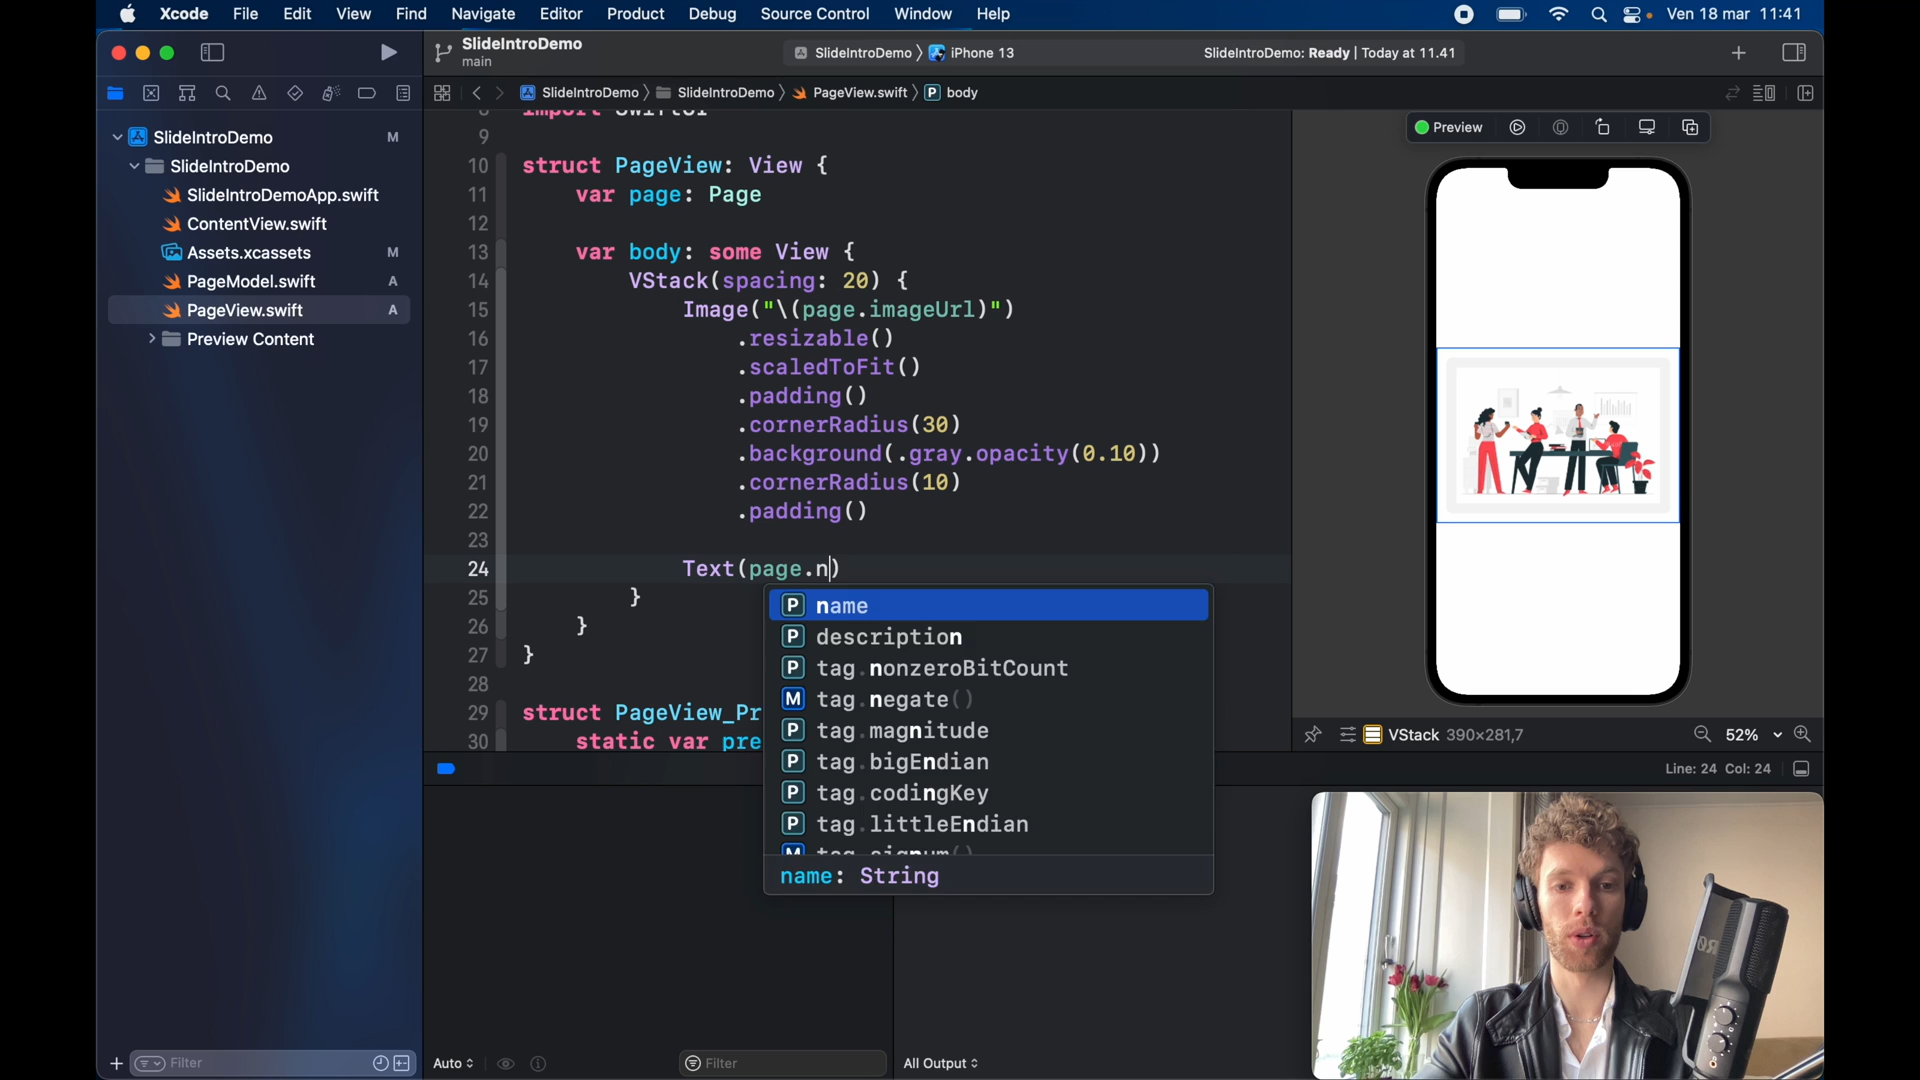 Xcode File Edit View Find Navigate Editor Product Debug Source Control Window Help Ven 18 mar 11:41
SlideIntroDemo
main
SlideIntroDemo 〉 iPhone 13
SlideIntroDemo: Ready | Today at 11.41
SlideIntroDemo 〉 SlideIntroDemo 〉 PageView.swift 〉 P body
SlideIntroDemo M
SlideIntroDemo
SlideIntroDemoApp.swift
ContentView.swift
Assets.xcassets M
PageModel.swift A
PageView.swift A
Preview Content
import SwiftUI
9
10 struct PageView: View {
11 var page: Page
12
13 var body: some View {
14 VStack(spacing: 20) {
15 Image("\(page.imageUrl)")
16 .resizable()
17 .scaledToFit()
18 .padding()
19 .cornerRadius(30)
20 .background(.gray.opacity(0.10))
21 .cornerRadius(10)
22 .padding()
23
24 Text(page.n)
25 }
26 }
27 }
28
29 struct PageView_Pr
30 static var pre
P name
P description
P tag.nonzeroBitCount
M tag.negate()
P tag.magnitude
P tag.bigEndian
P tag.codingKey
P tag.littleEndian
M tag.signum()
name: String
Preview
VStack 390×281,7
52%
Line: 24 Col: 24
Filter
Auto
Filter
All Output